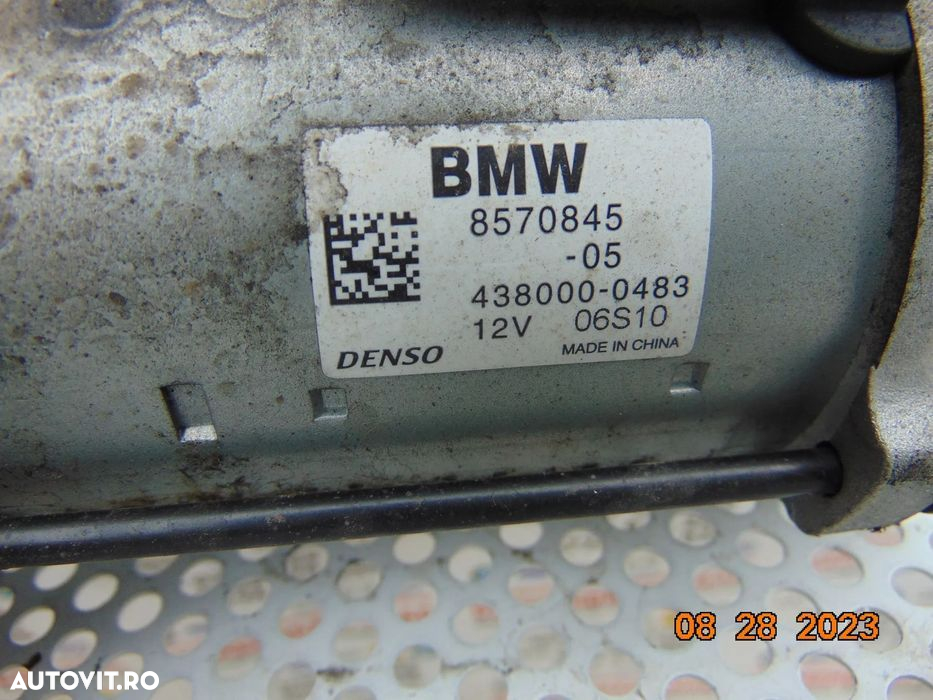 BMW
8570845
-05
438000-0483
12V 06S10
DENSO MADE IN CHINA
08 28 2023
AUTOVIT.RO